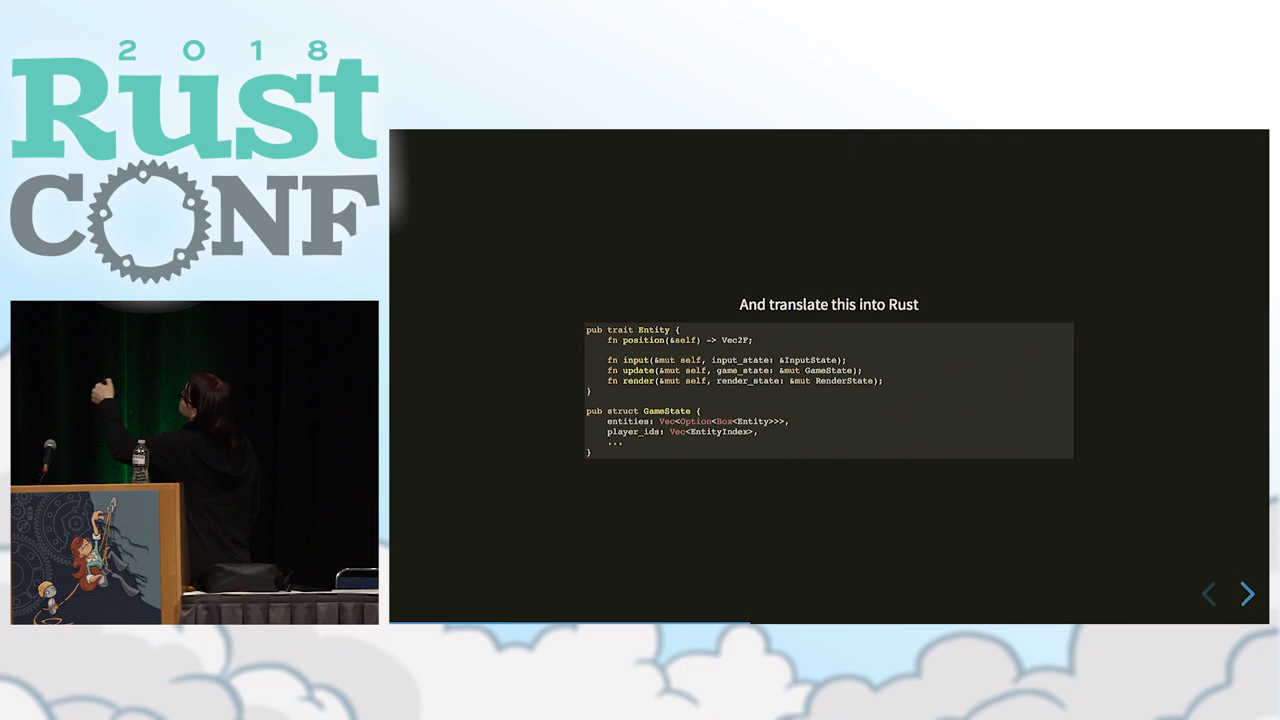 2018
Rust
CONF
And translate this into Rust
pub trait Entity {
    fn position(&self) -> Vec2F;
    fn input(&mut self, input_state: &InputState);
    fn update(&mut self, game_state: &mut GameState);
    fn render(&mut self, render_state: &mut RenderState);
}
pub struct GameState {
    entities: Vec<Option<Box<Entity>>>,
    player_ids: Vec<EntityIndex>,
    ...
}